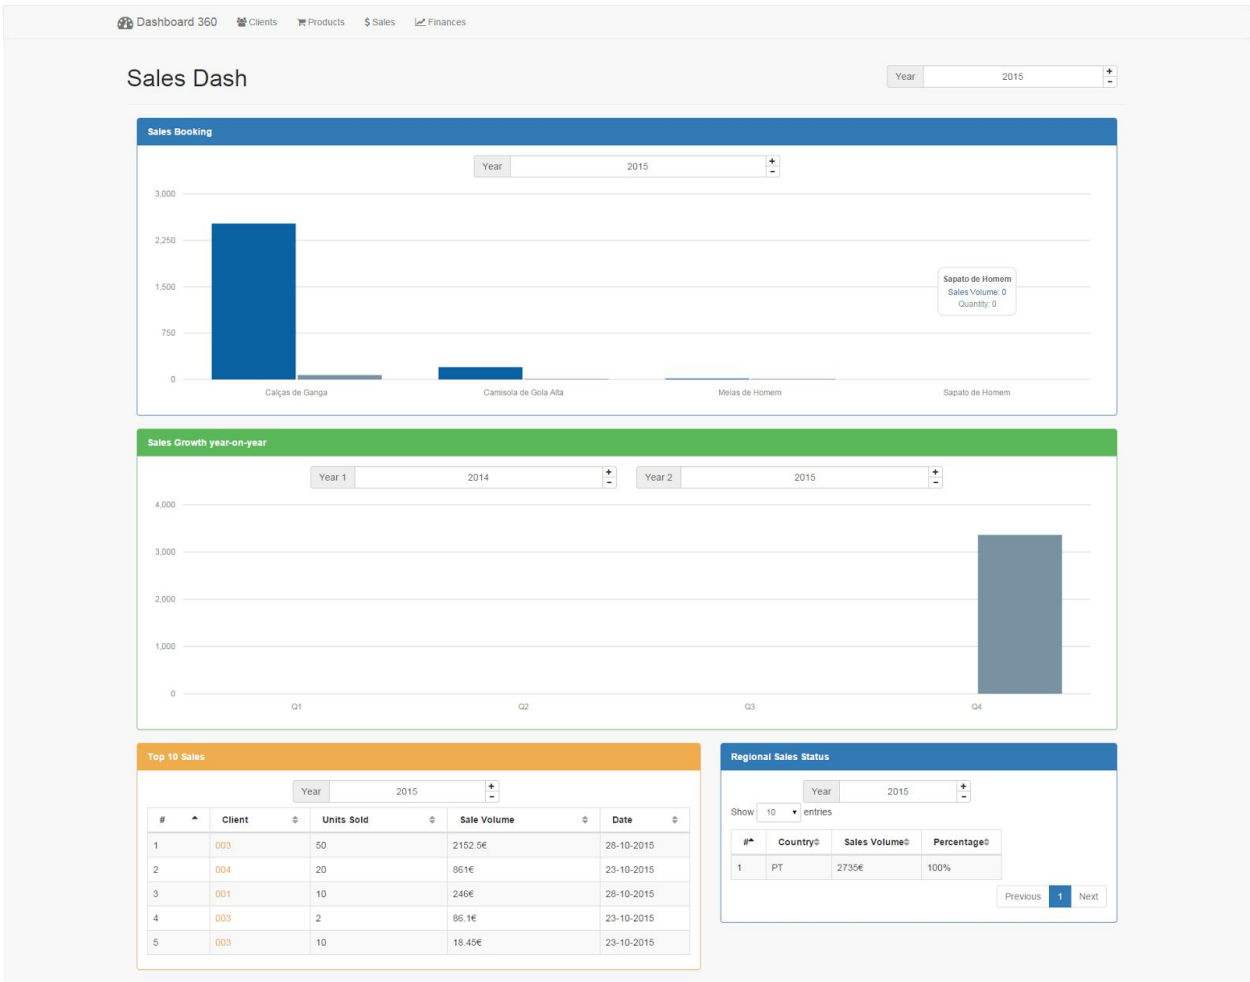 Dashboard 360 Clients Products $ Sales Finances
Sales Dash
Year 2015 + -
Sales Booking
Year 2015 + -
3,000
2,250
1,500
750
0
Sapato de Homem
Sales Volume: 0
Quantity: 0
Calças de Ganga Camisola de Gola Alta Meias de Homem Sapato de Homem
Sales Growth year-on-year
Year 1 2014 + - Year 2 2015 + -
4,000
3,000
2,000
1,000
0
Q1 Q2 Q3 Q4
Top 10 Sales
Year 2015 + -
# Client Units Sold Sale Volume Date
1 003 50 2152.5€ 28-10-2015
2 004 20 861€ 23-10-2015
3 001 10 246€ 28-10-2015
4 003 2 86.1€ 23-10-2015
5 003 10 18.45€ 23-10-2015
Regional Sales Status
Year 2015 + -
Show 10 entries
# Country Sales Volume Percentage
1 PT 2735€ 100%
Previous 1 Next